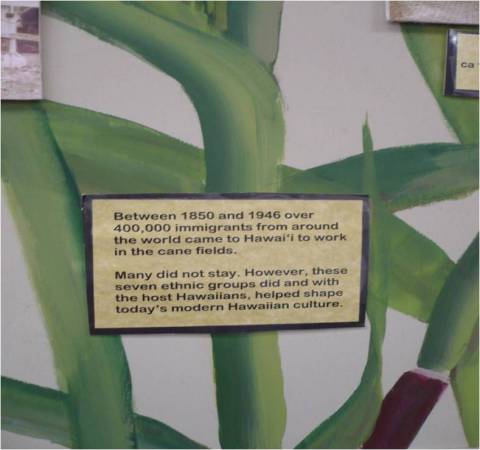 Between 1850 and 1946 over
400,000 immigrants from around
the world came to Hawai'i to work
in the cane fields.
Many did not stay. However, these
seven ethnic groups did and with
the host Hawaiians, helped shape
today's modern Hawaiian culture.
ca